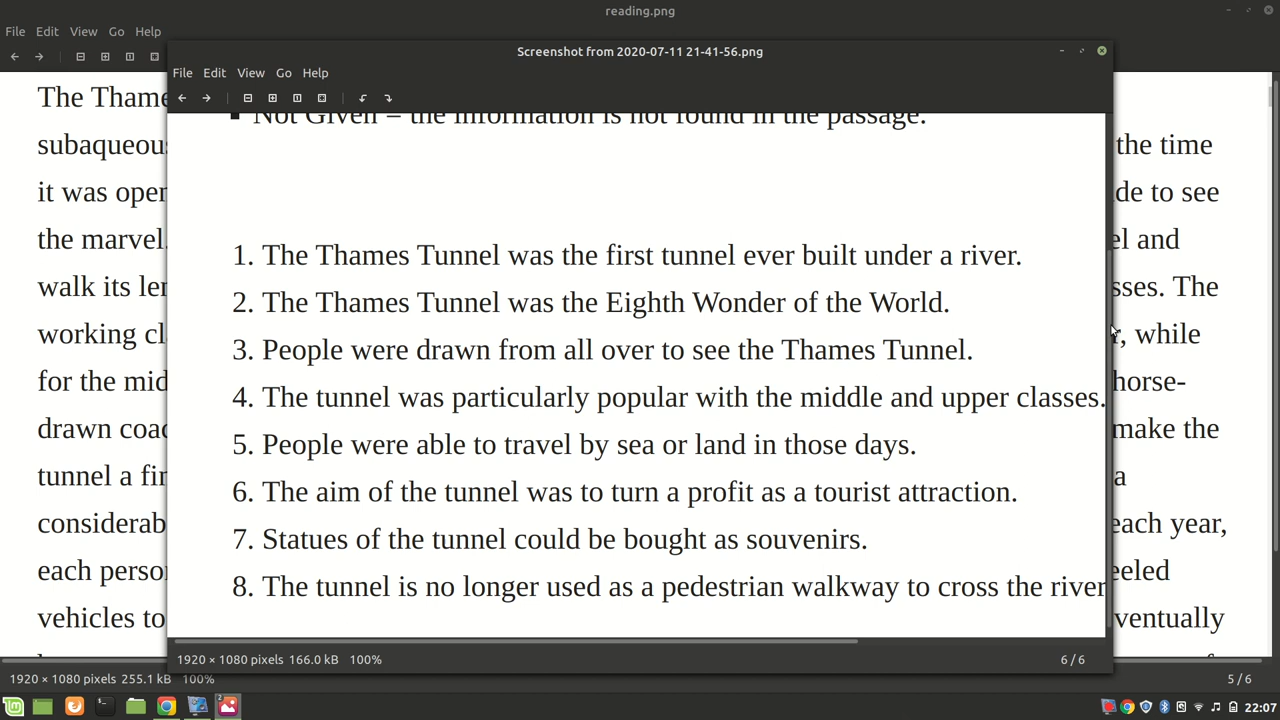 reading.png
File Edit View Go Help
Screenshot from 2020-07-11 21-41-56.png
File Edit View Go Help
Not Given – the information is not found in the passage.
1. The Thames Tunnel was the first tunnel ever built under a river.
2. The Thames Tunnel was the Eighth Wonder of the World.
3. People were drawn from all over to see the Thames Tunnel.
4. The tunnel was particularly popular with the middle and upper classes.
5. People were able to travel by sea or land in those days.
6. The aim of the tunnel was to turn a profit as a tourist attraction.
7. Statues of the tunnel could be bought as souvenirs.
8. The tunnel is no longer used as a pedestrian walkway to cross the river
1920 × 1080 pixels 166.0 kB 100%
6 / 6
The Thame
subaqueou the time
it was open de to see
the marvel. el and
walk its ler sses. The
working cl , while
for the mid horse-
drawn coac make the
tunnel a fin a
considerab each year,
each perso eeled
vehicles to ventually
1920 × 1080 pixels 255.1 kB 100%
5 / 6
22:07